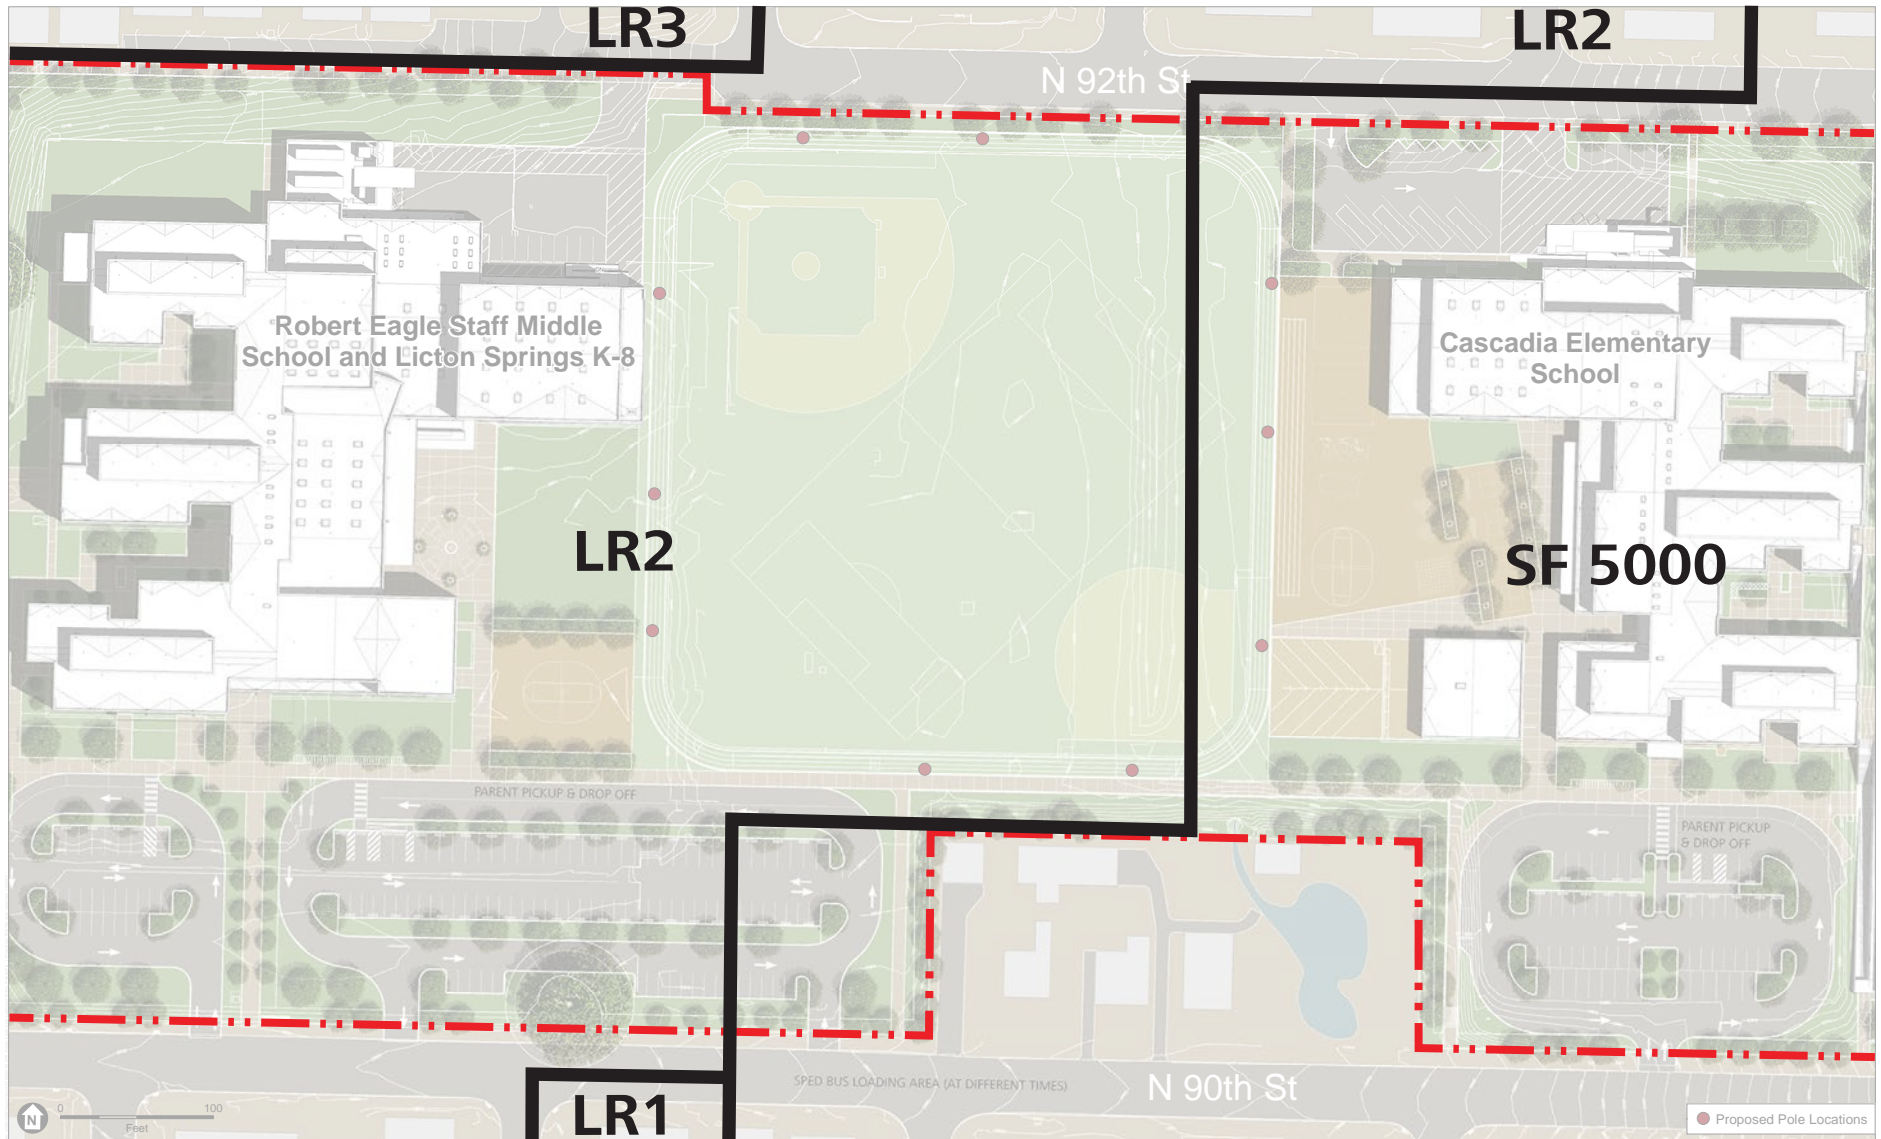 LR3
LR2
N 92th St
Robert Eagle Staff Middle
School and Licton Springs K-8
Cascadia Elementary
School
LR2
SF 5000
PARENT PICKUP & DROP OFF
PARENT PICKUP
& DROP OFF
SPED BUS LOADING AREA (AT DIFFERENT TIMES)
N 90th St
LR1
N
0 100
Feet
Proposed Pole Locations